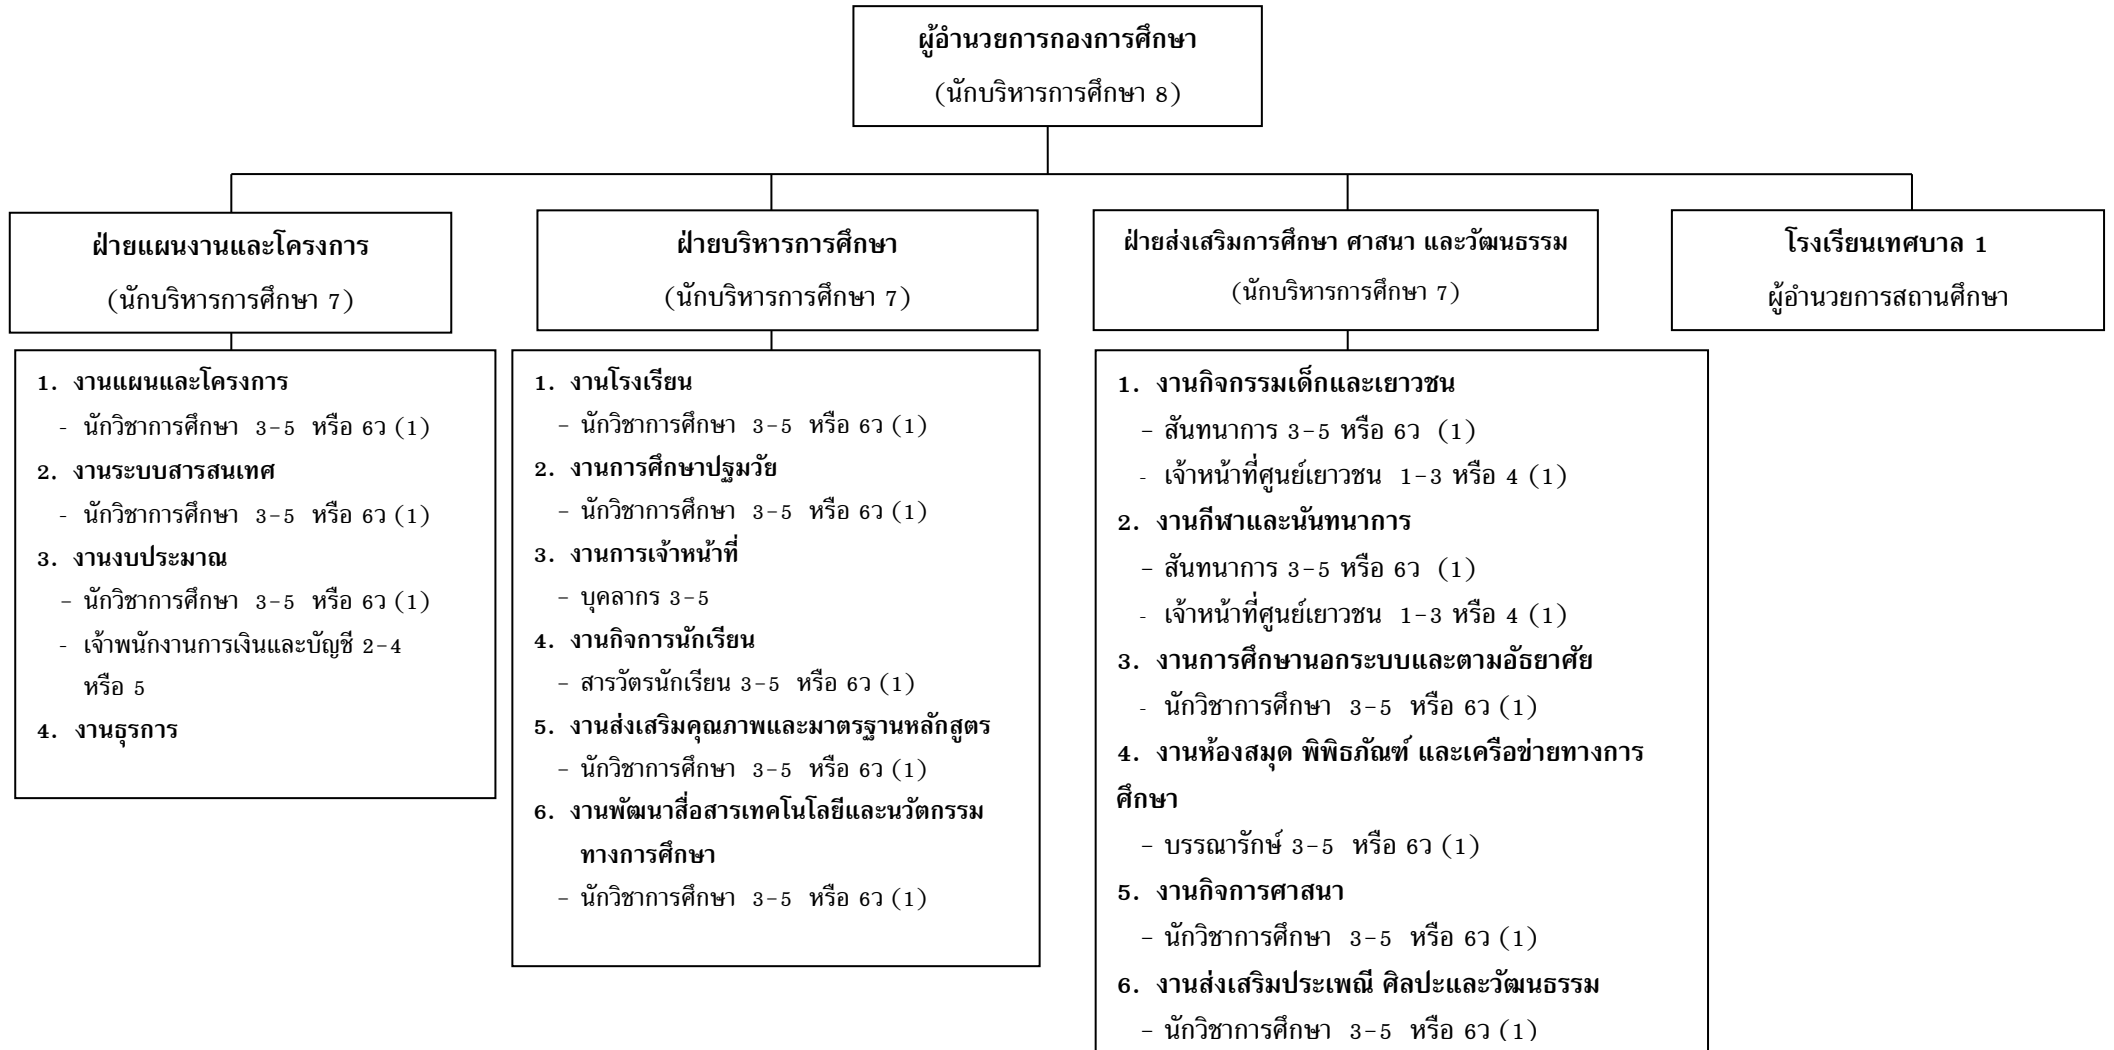 ผู้อำนวยการกองการศึกษา
(นักบริหารการศึกษา 8)
ฝ่ายแผนงานและโครงการ
(นักบริหารการศึกษา 7)
ฝ่ายบริหารการศึกษา
(นักบริหารการศึกษา 7)
ฝ่ายส่งเสริมการศึกษา ศาสนา และวัฒนธรรม
(นักบริหารการศึกษา 7)
โรงเรียนเทศบาล 1
ผู้อำนวยการสถานศึกษา
1. งานแผนและโครงการ
- นักวิชาการศึกษา 3-5 หรือ 6ว (1)
2. งานระบบสารสนเทศ
- นักวิชาการศึกษา 3-5 หรือ 6ว (1)
3. งานงบประมาณ
- นักวิชาการศึกษา 3-5 หรือ 6ว (1)
- เจ้าพนักงานการเงินและบัญชี 2-4
หรือ 5
4. งานธุรการ
1. งานโรงเรียน
- นักวิชาการศึกษา 3-5 หรือ 6ว (1)
2. งานการศึกษาปฐมวัย
- นักวิชาการศึกษา 3-5 หรือ 6ว (1)
3. งานการเจ้าหน้าที่
- บุคลากร 3-5
4. งานกิจการนักเรียน
- สารวัตรนักเรียน 3-5 หรือ 6ว (1)
5. งานส่งเสริมคุณภาพและมาตรฐานหลักสูตร
- นักวิชาการศึกษา 3-5 หรือ 6ว (1)
6. งานพัฒนาสื่อสารเทคโนโลยีและนวัตกรรม
ทางการศึกษา
- นักวิชาการศึกษา 3-5 หรือ 6ว (1)
1. งานกิจกรรมเด็กและเยาวชน
- สันทนาการ 3-5 หรือ 6ว (1)
- เจ้าหน้าที่ศูนย์เยาวชน 1-3 หรือ 4 (1)
2. งานกีฬาและนันทนาการ
- สันทนาการ 3-5 หรือ 6ว (1)
- เจ้าหน้าที่ศูนย์เยาวชน 1-3 หรือ 4 (1)
3. งานการศึกษานอกระบบและตามอัธยาศัย
- นักวิชาการศึกษา 3-5 หรือ 6ว (1)
4. งานห้องสมุด พิพิธภัณฑ์ และเครือข่ายทางการ
ศึกษา
- บรรณารักษ์ 3-5 หรือ 6ว (1)
5. งานกิจการศาสนา
- นักวิชาการศึกษา 3-5 หรือ 6ว (1)
6. งานส่งเสริมประเพณี ศิลปะและวัฒนธรรม
- นักวิชาการศึกษา 3-5 หรือ 6ว (1)